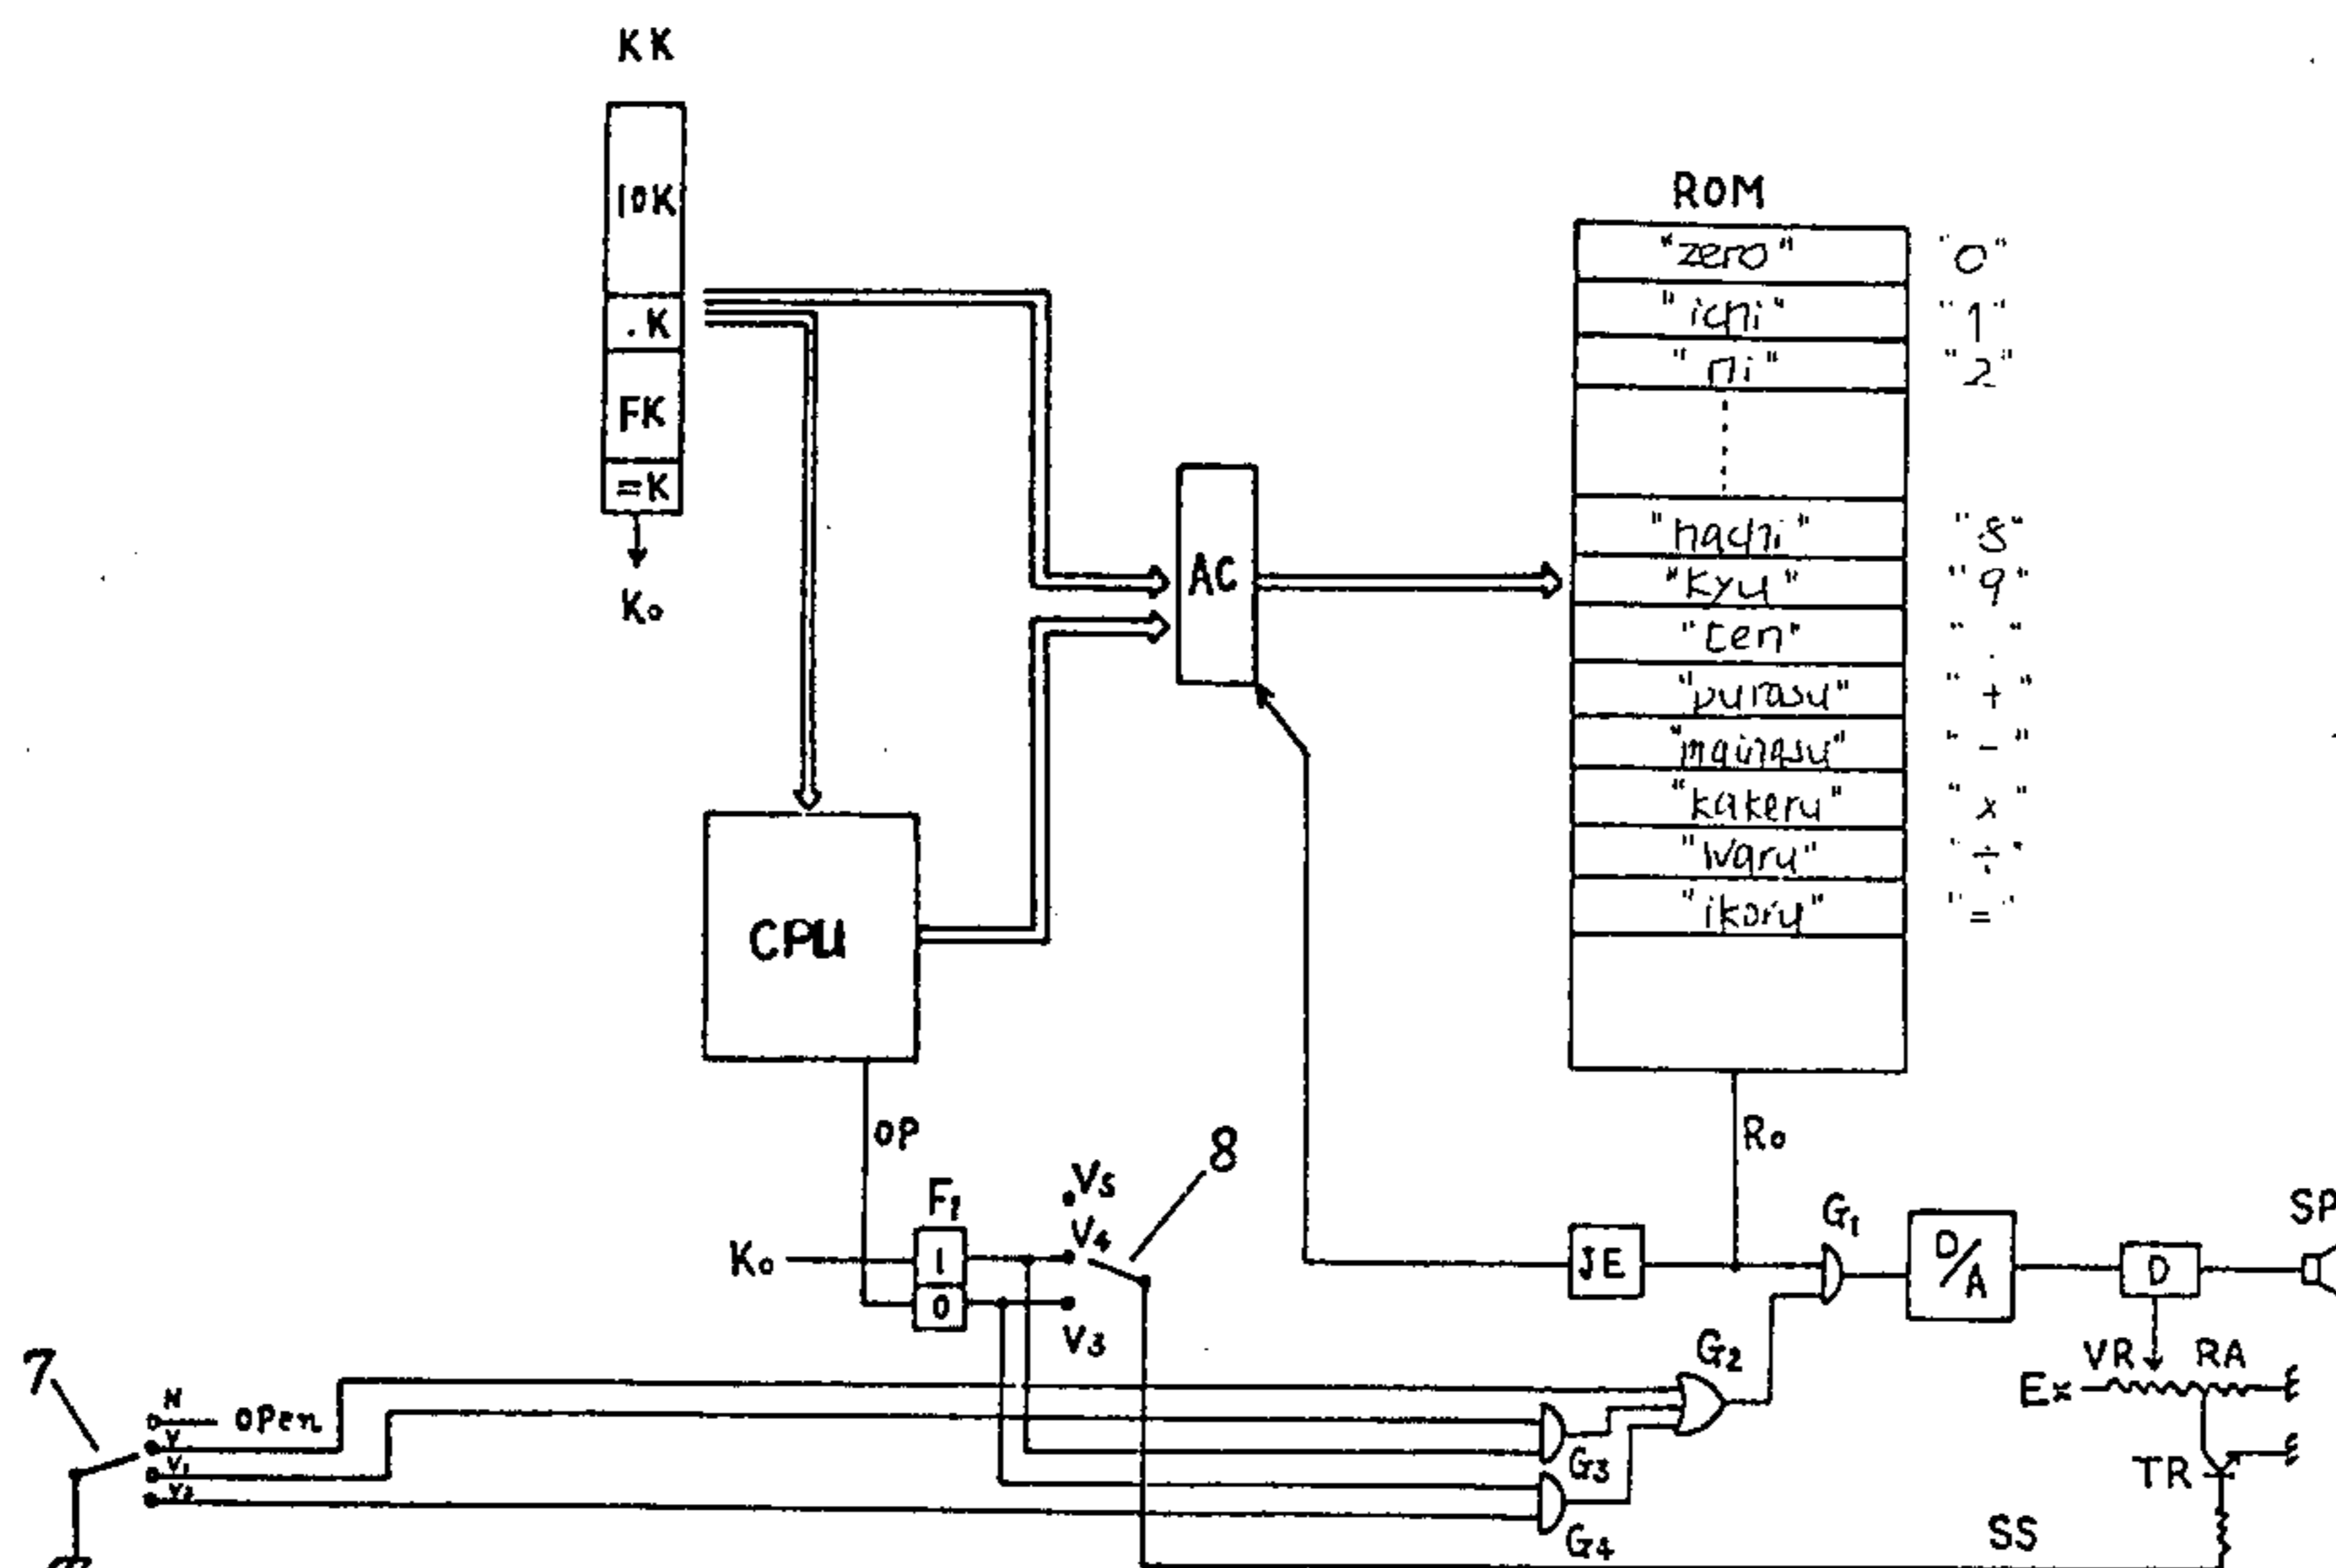 KK
10K
.K
FK
=K
Ko
CPU
OP
AC
ROM
"zero" "0"
"ichi" "1"
"ni" "2"
"hachi" "8"
"kyu" "9"
"ten" "."
"purasu" "+"
"mainasu" "-"
"kakeru" "x"
"waru" "÷"
"ikoru" "="
Ro
8
F1
V5
V4
V3
Ko
1
0
JE
G1
D/A
D
SP
G2
VR
RA
Ex
7
N
open
V
V1
V2
G3
G4
TR
SS